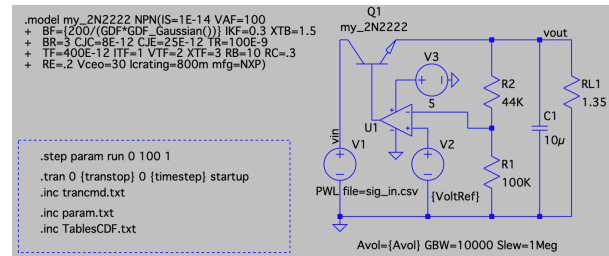 .model my_2N2222 NPN(IS=1E-14 VAF=100
+ BF={200/(GDF*GDF_Gaussian())} IKF=0.3 XTB=1.5
+ BR=3 CJC=8E-12 CJE=25E-12 TR=100E-9
+ TF=400E-12 ITF=1 VTF=2 XTF=3 RB=10 RC=.3
+ RE=.2 Vceo=30 Icrating=800m mfg=NXP)
Q1
my_2N2222
vout
V3
5
R2
44K
RL1
1.35
C1
10µ
U1
vin
V1
V2
R1
100K
PWL file=sig_in.csv
{VoltRef}
.step param run 0 100 1
.tran 0 {transtop} 0 {timestep} startup
.inc trancmd.txt
.inc param.txt
.inc TablesCDF.txt
Avol={Avol} GBW=10000 Slew=1Meg